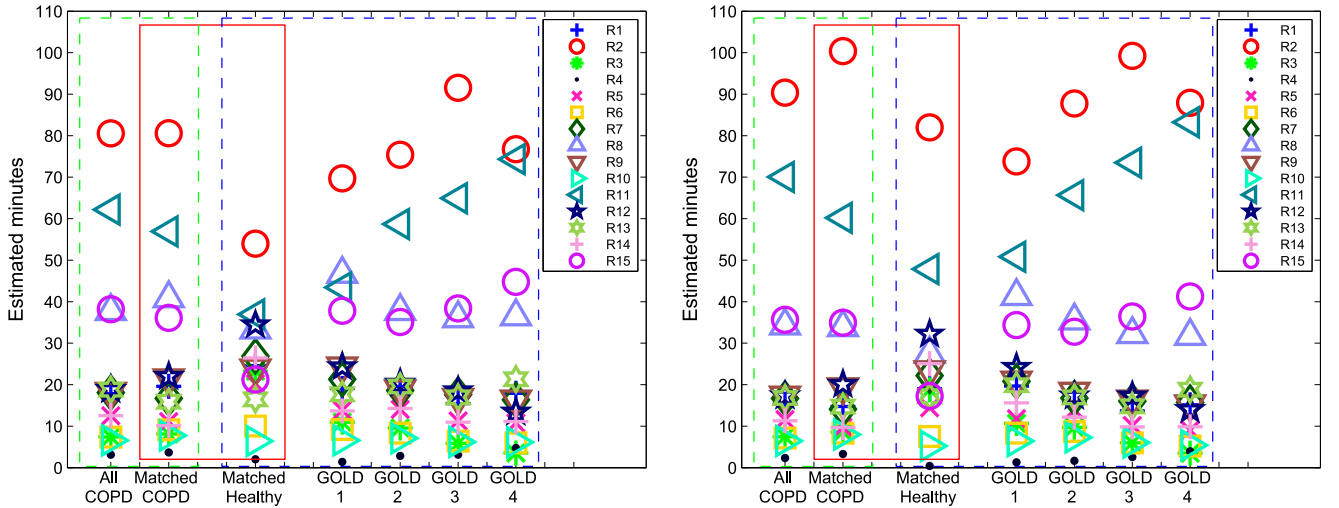 Estimated minutes
110
100
90
80
70
60
50
40
30
20
10
0
All COPD
Matched COPD
Matched Healthy
GOLD 1
GOLD 2
GOLD 3
GOLD 4
R1
R2
R3
R4
R5
R6
R7
R8
R9
R10
R11
R12
R13
R14
R15
Estimated minutes
110
100
90
80
70
60
50
40
30
20
10
0
All COPD
Matched COPD
Matched Healthy
GOLD 1
GOLD 2
GOLD 3
GOLD 4
R1
R2
R3
R4
R5
R6
R7
R8
R9
R10
R11
R12
R13
R14
R15